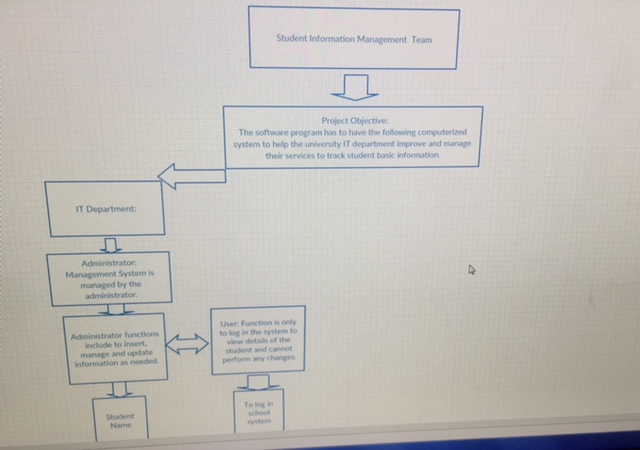 Student Information Management Team
Project Objective:
The software program has to have the following computerized
system to help the university IT department improve and manage
their services to track student basic information.
IT Department:
Administrator:
Management System is
managed by the
administrator.
Administrator functions
include to insert,
manage and update
information as needed.
User: Function is only
to log in the system to
view details of the
student and cannot
perform any changes.
Student
Name
To log in
school
system